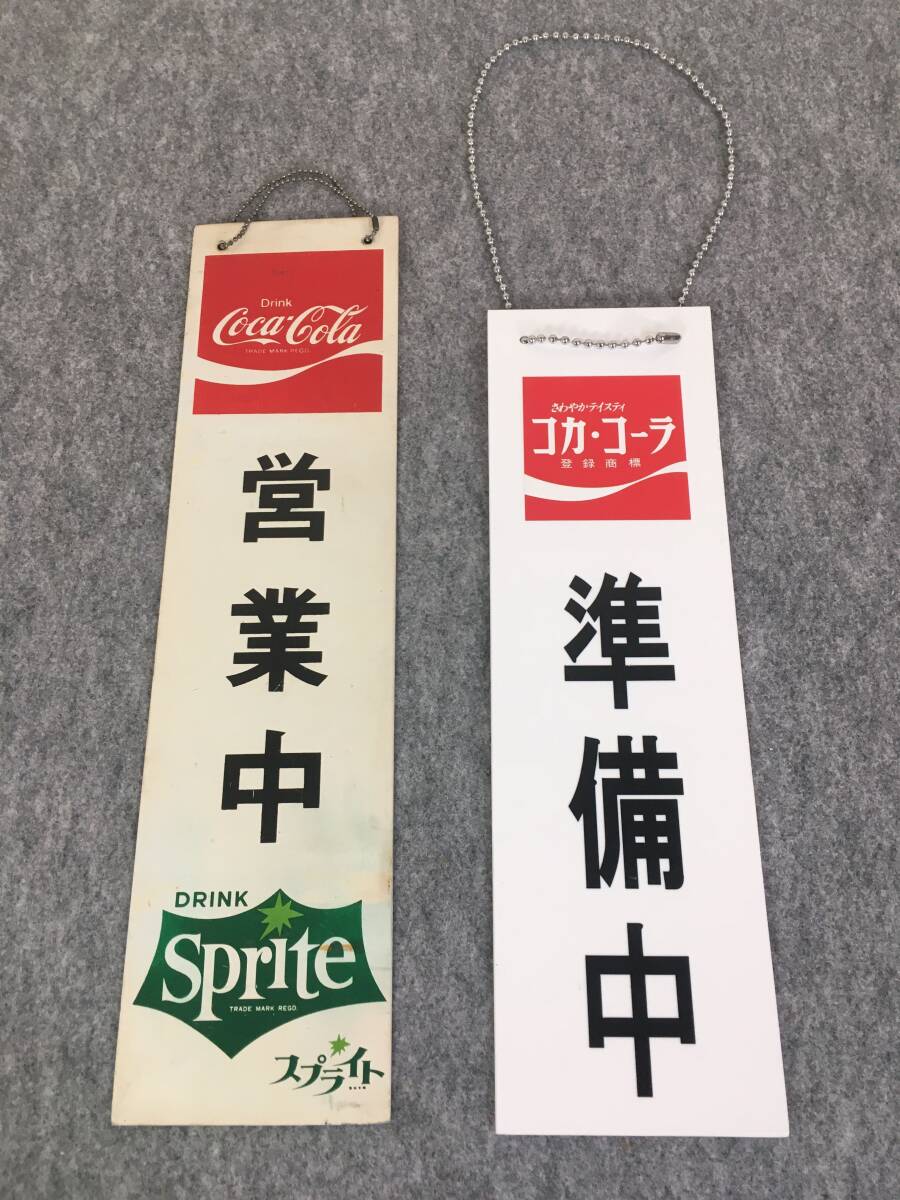 Drink
Coca-Cola
TRADE MARK REGD.
営業中
DRINK
Sprite
TRADE MARK REGD.
スプライト
さわやか・テイスティ
コカ・コーラ
登録商標
準備中